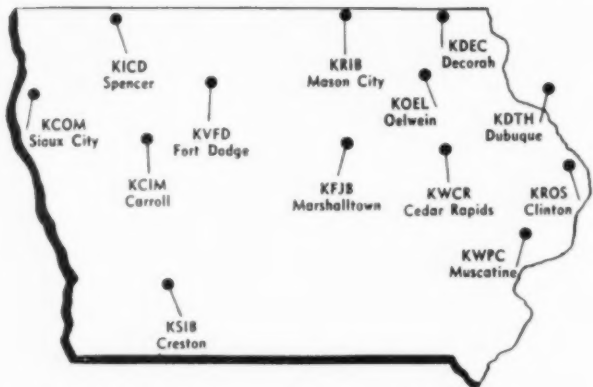 KICD
Spencer
KRIB
Mason City
KDEC
Decorah
KCOM
Sioux City
KVFD
Fort Dodge
KOEL
Oelwein
KDTH
Dubuque
KCIM
Carroll
KFJB
Marshalltown
KWCR
Cedar Rapids
KROS
Clinton
KWPC
Muscatine
KSIB
Creston